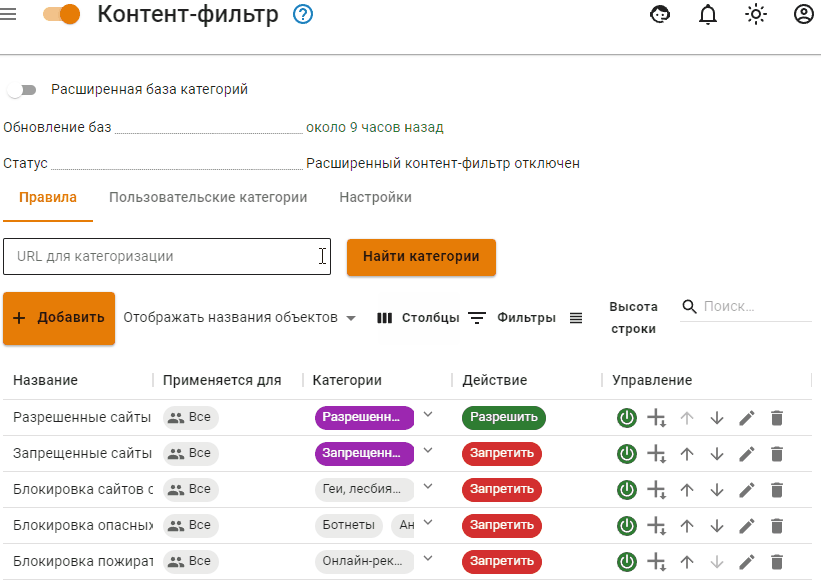 Контент-фильтр
Расширенная база категорий
Обновление баз около 9 часов назад
Статус Расширенный контент-фильтр отключен
Правила Пользовательские категории Настройки
URL для категоризации Найти категории
+ Добавить Отображать названия объектов Столбцы Фильтры Высота строки Поиск...
Название Применяется для Категории Действие Управление
Разрешенные сайты Все Разрешенн... Разрешить
Запрещенные сайты Все Запрещенн... Запретить
Блокировка сайтов с Все Геи, лесбия... Запретить
Блокировка опасных Все Ботнеты Ан Запретить
Блокировка пожират Все Онлайн-рек... Запретить